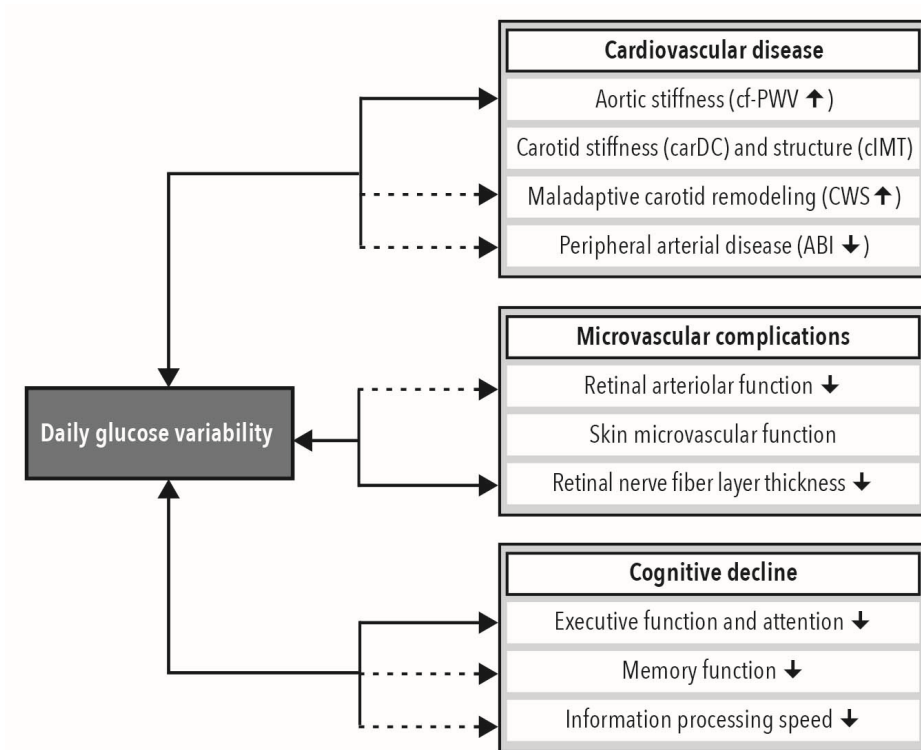 Cardiovascular disease
Aortic stiffness (cf-PWV ↑)
Carotid stiffness (carDC) and structure (cIMT)
Maladaptive carotid remodeling (CWS ↑)
Peripheral arterial disease (ABI ↓)
Microvascular complications
Retinal arteriolar function ↓
Skin microvascular function
Retinal nerve fiber layer thickness ↓
Daily glucose variability
Cognitive decline
Executive function and attention ↓
Memory function ↓
Information processing speed ↓